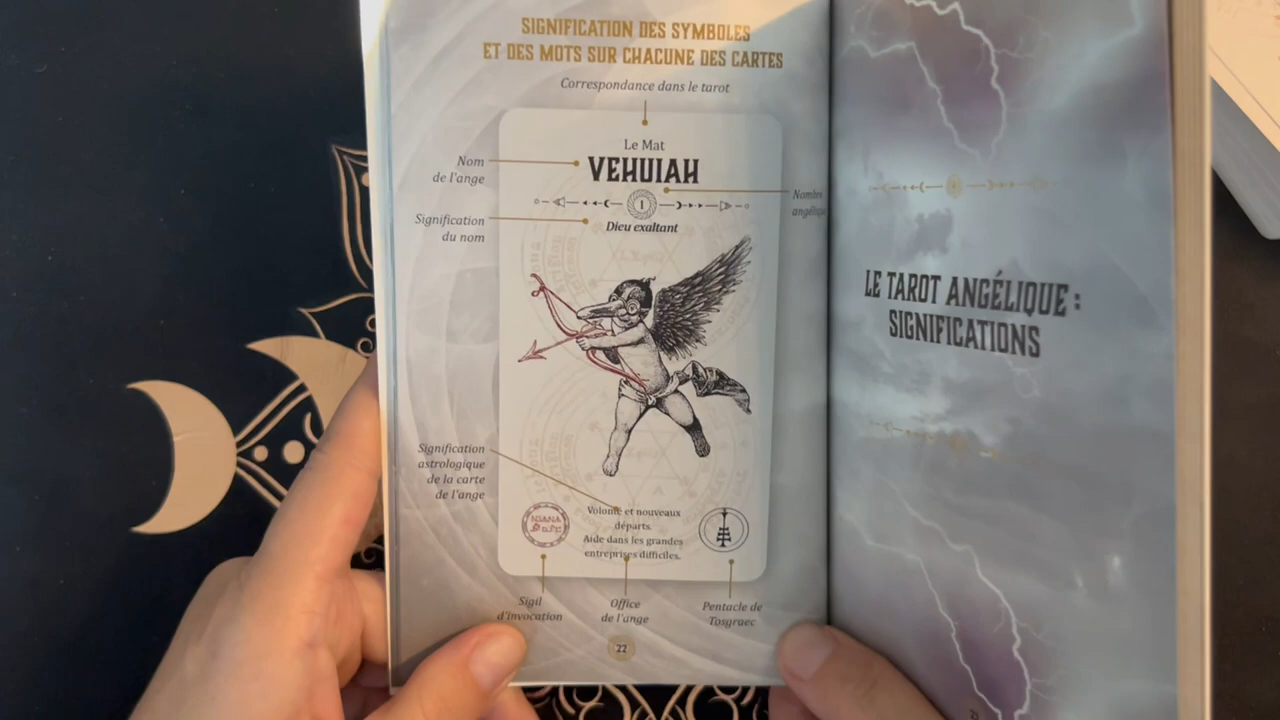 SIGNIFICATION DES SYMBOLES
ET DES MOTS SUR CHACUNE DES CARTES
Correspondance dans le tarot
Le Mat
Nom
de l'ange
VEHUIAH
Nombre
angélique
I
Signification
du nom
Dieu exaltant
Signification
astrologique
de la carte
de l'ange
Volonté et nouveaux
départs.
Aide dans les grandes
entreprises difficiles.
Sigil
d'invocation
Office
de l'ange
Pentacle de
Tosgraec
22
LE TAROT ANGÉLIQUE :
SIGNIFICATIONS